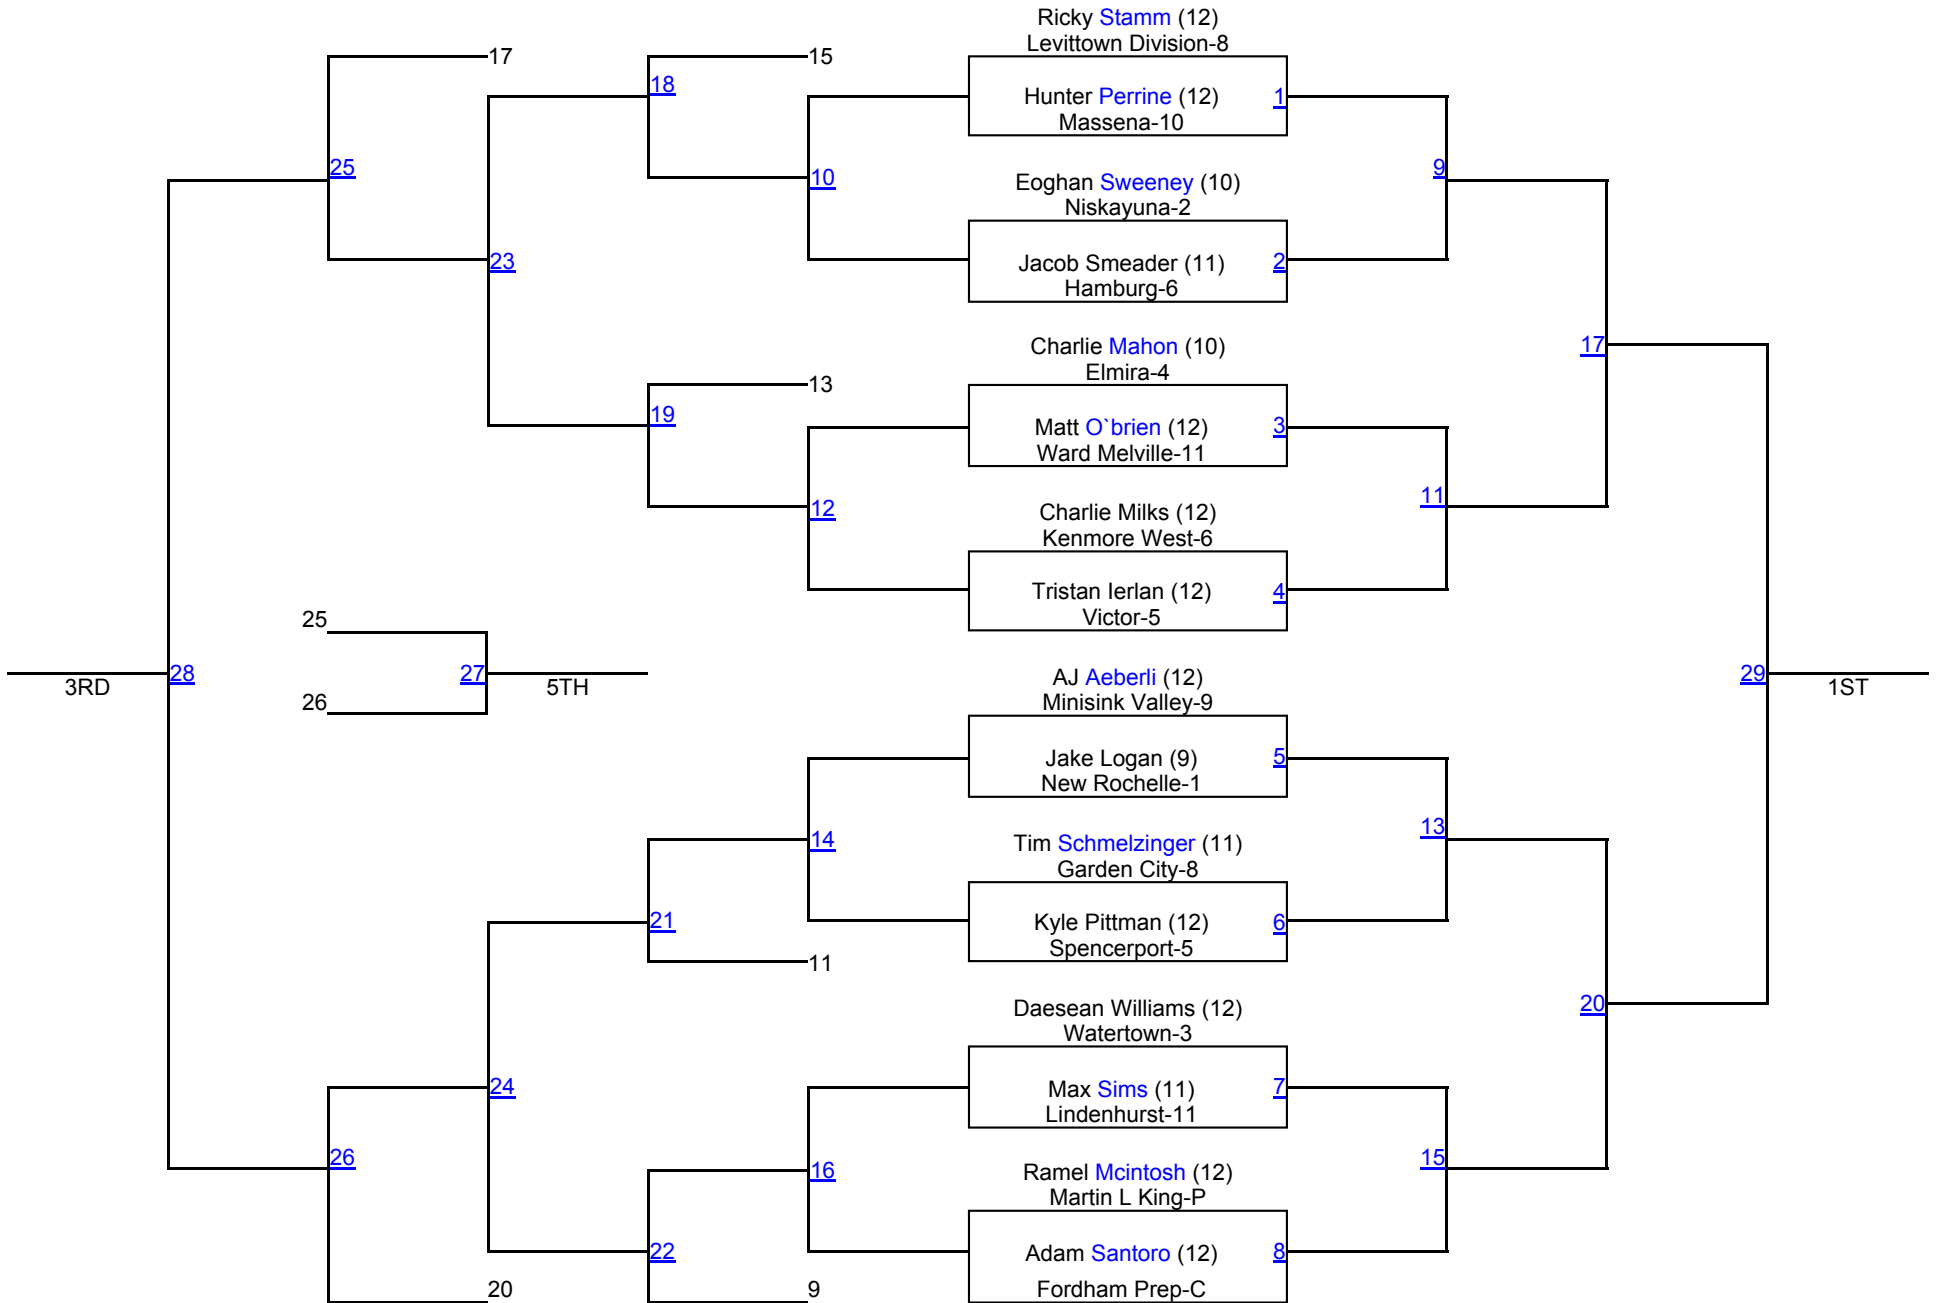 Ricky Stamm (12)
Levittown Division-8
17
15
18
Hunter Perrine (12)
1
Massena-10
25
10
9
Eoghan Sweeney (10)
Niskayuna-2
23
Jacob Smeader (11)
2
Hamburg-6
Charlie Mahon (10)
17
Elmira-4
13
19
Matt O`brien (12)
3
Ward Melville-11
12
11
Charlie Milks (12)
Kenmore West-6
Tristan Ierlan (12)
4
Victor-5
25
3RD
28
27
5TH
26
AJ Aeberli (12)
29
1ST
Minisink Valley-9
Jake Logan (9)
5
New Rochelle-1
14
13
Tim Schmelzinger (11)
Garden City-8
21
Kyle Pittman (12)
6
Spencerport-5
11
Daesean Williams (12)
20
Watertown-3
24
Max Sims (11)
7
Lindenhurst-11
26
16
15
Ramel Mcintosh (12)
Martin L King-P
22
Adam Santoro (12)
8
20
9
Fordham Prep-C